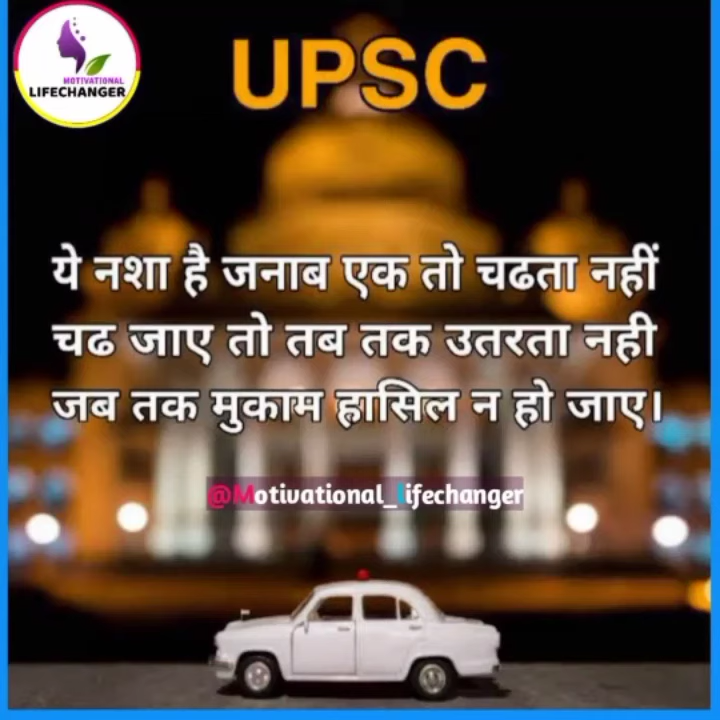 MOTIVATIONAL
LIFECHANGER
UPSC
ये नशा है जनाब एक तो चढता नहीं
चढ जाए तो तब तक उतरता नही
जब तक मुकाम हासिल न हो जाए।
@Motivational_lifechanger